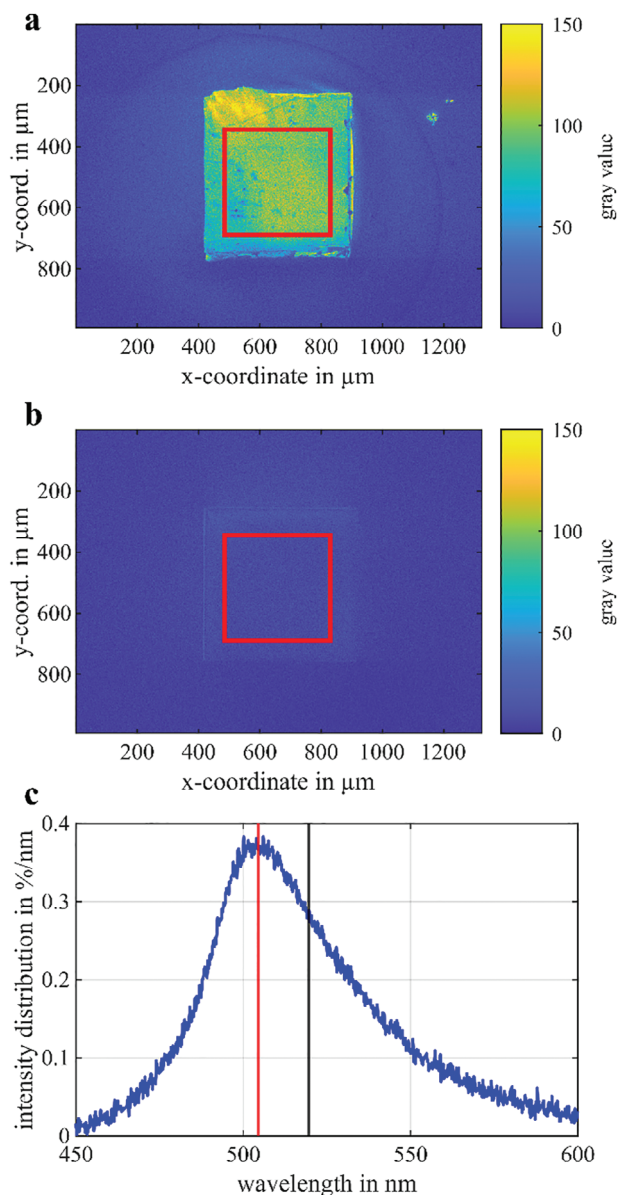 a
150
200
400
600
800
y-coord. in µm
100
50
0
gray value
200 400 600 800 1000 1200
x-coordinate in µm
b
150
200
400
600
800
y-coord. in µm
100
50
0
gray value
200 400 600 800 1000 1200
x-coordinate in µm
c
0.4
0.3
0.4
0.1
0
intensity distribution in %/nm
450 500 550 600
wavelength in nm